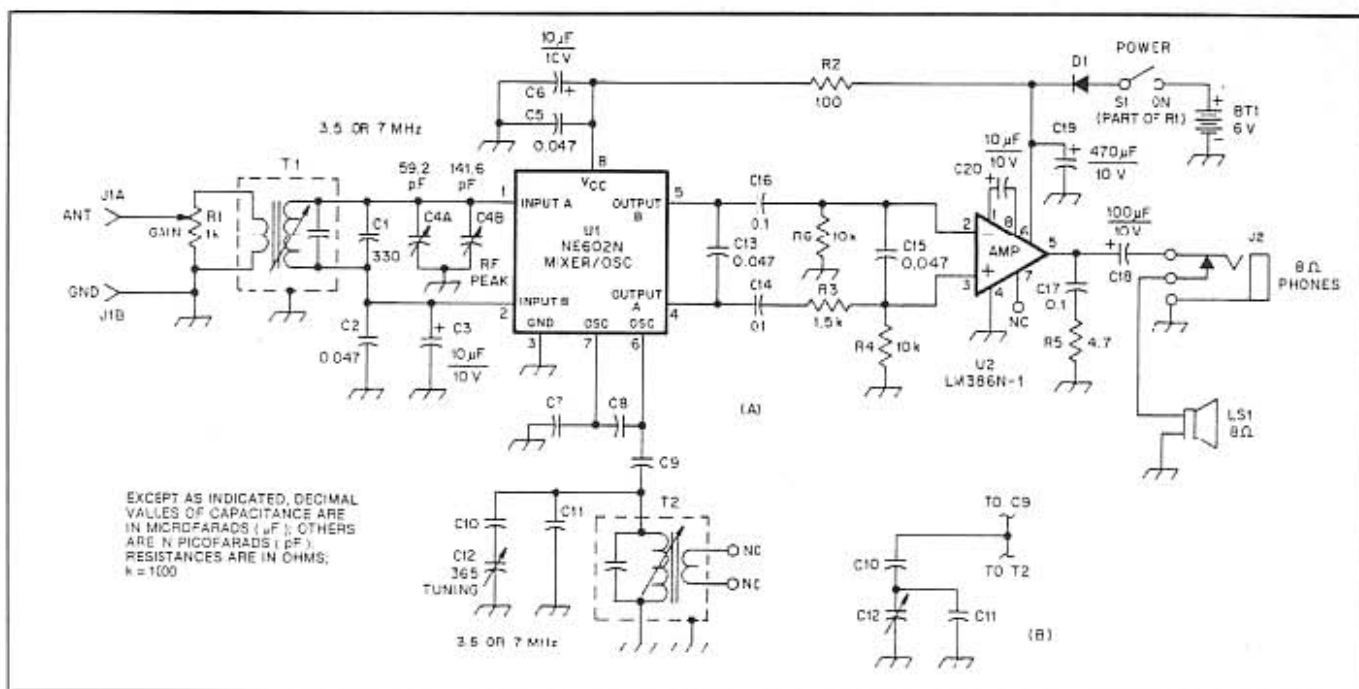 10µF
10V
C6
+
C5
0.047
R2
100
D1
POWER
S1
ON
(PART OF R1)
+
BT1
6 V
-
3.5 OR 7 MHz
T1
J1A
ANT
R1
1k
GAIN
GND
J1B
C1
330
59.2
pF
C4A
141.6
pF
C4B
RF
PEAK
C2
0.047
+
C3
10µF
10V
8
VCC
1
INPUT A
OUTPUT
B
5
U1
NE602N
MIXER/OSC
INPUT B
2
OUTPUT
A
4
GND
OSC
OSC
3
7
6
C16
0.1
C13
0.047
R6
10k
C14
0.1
R3
1.5k
C15
0.047
R4
10k
10µF
10V
C20
+
C19
+
470µF
10V
2
-
1
8
6
AMP
5
3
+
4
7
NC
U2
LM386N-1
100µF
10V
+
C18
C17
0.1
R5
4.7
J2
8Ω
PHONES
LS1
8Ω
(A)
C7
C8
C9
C10
C11
C12
365
TUNING
T2
NC
NC
3.5 OR 7 MHz
EXCEPT AS INDICATED, DECIMAL
VALUES OF CAPACITANCE ARE
IN MICROFARADS (µF); OTHERS
ARE IN PICOFARADS (pF);
RESISTANCES ARE IN OHMS;
k = 1000
TO C9
TO T2
C10
C12
C11
(B)